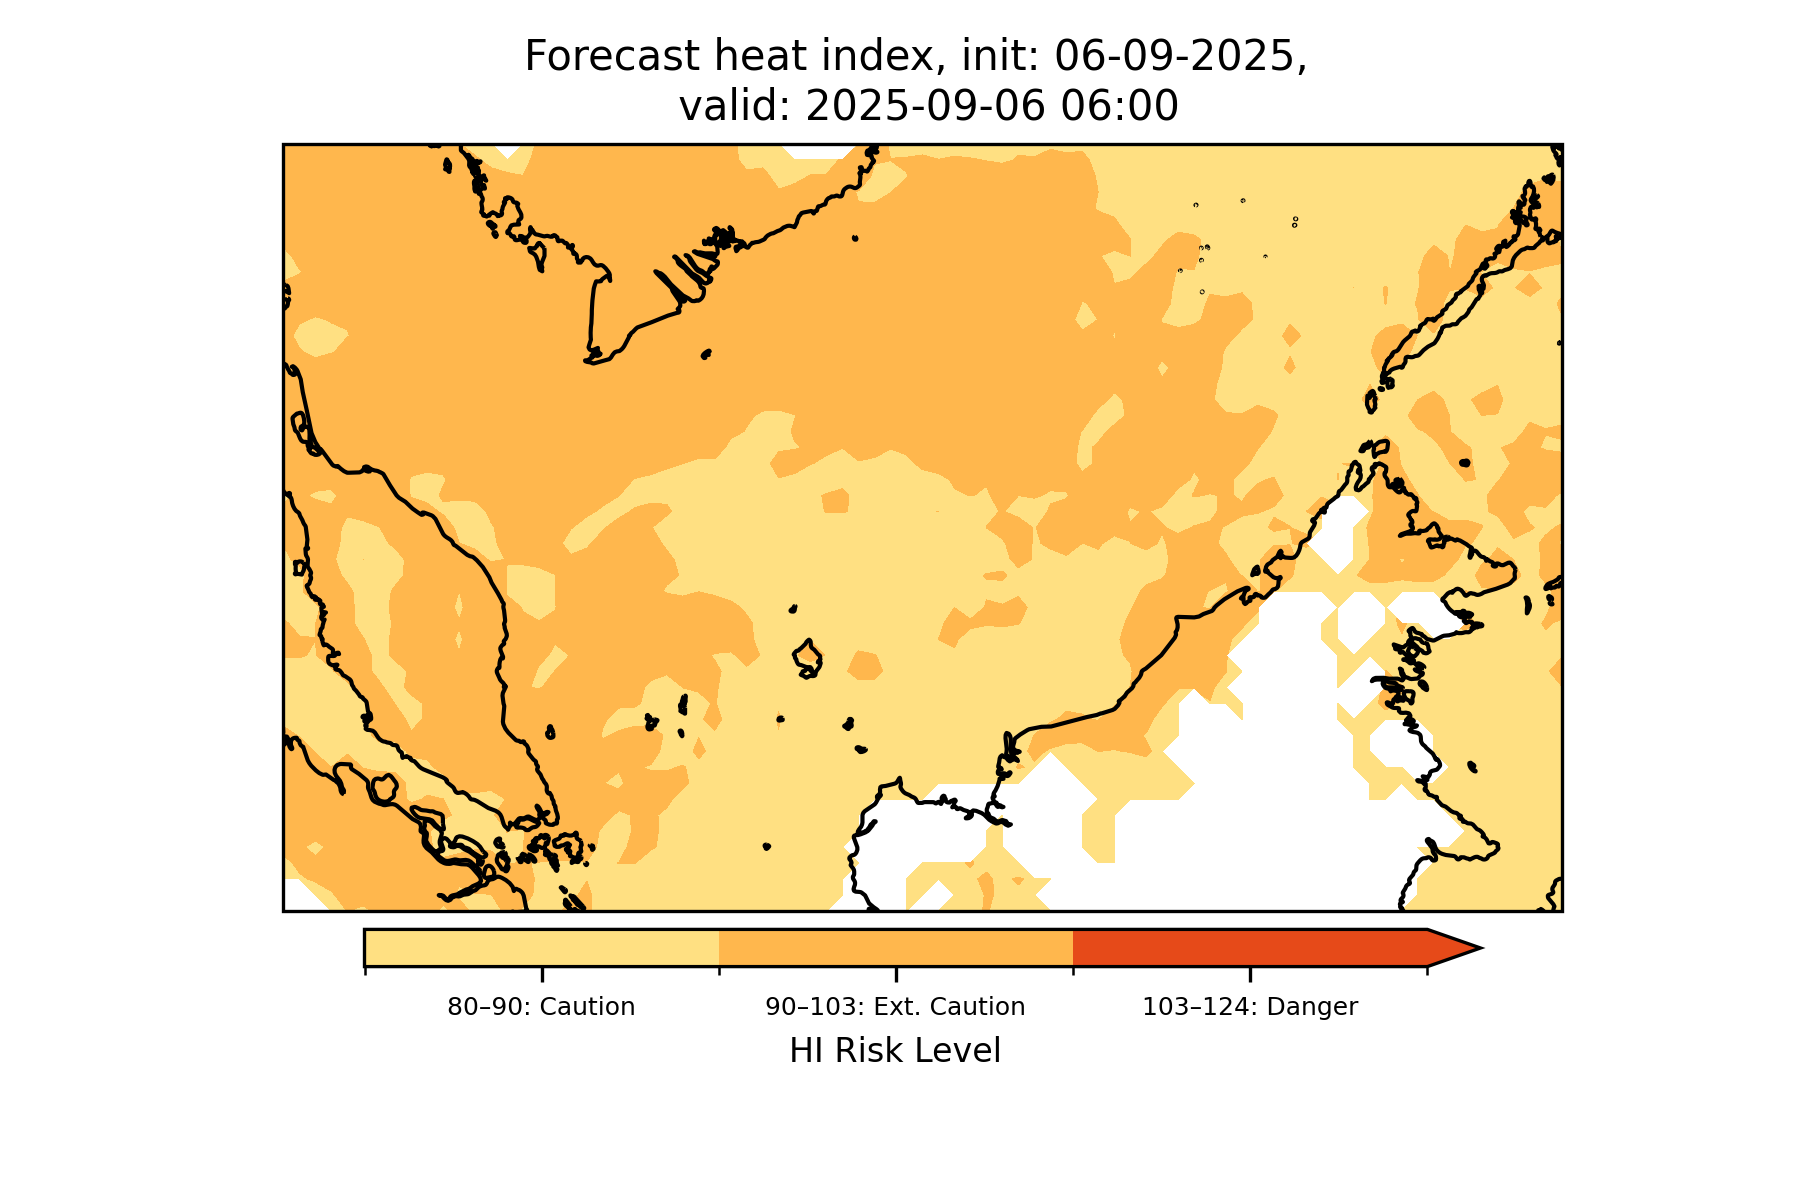 Forecast heat index, init: 06-09-2025,
valid: 2025-09-06 06:00
80–90: Caution
90–103: Ext. Caution
103–124: Danger
HI Risk Level